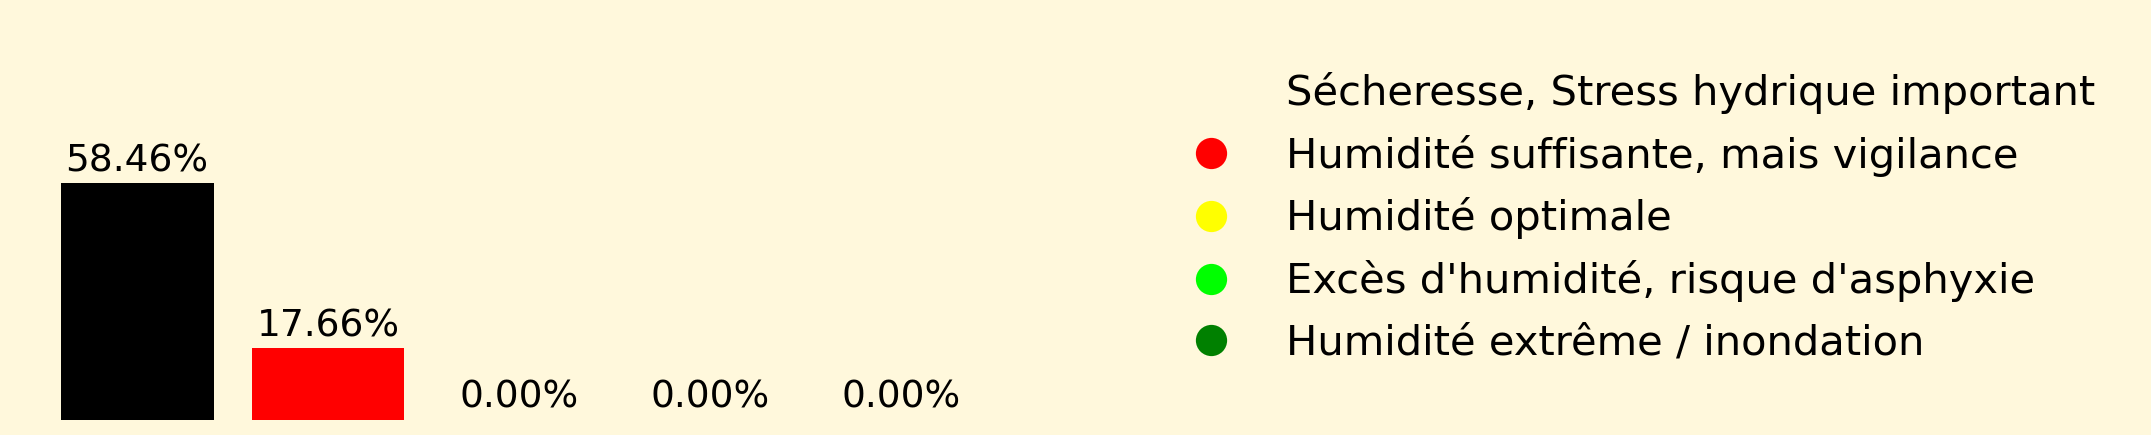 58.46%
17.66%
0.00%
0.00%
0.00%
Sécheresse, Stress hydrique important
Humidité suffisante, mais vigilance
Humidité optimale
Excès d'humidité, risque d'asphyxie
Humidité extrême / inondation